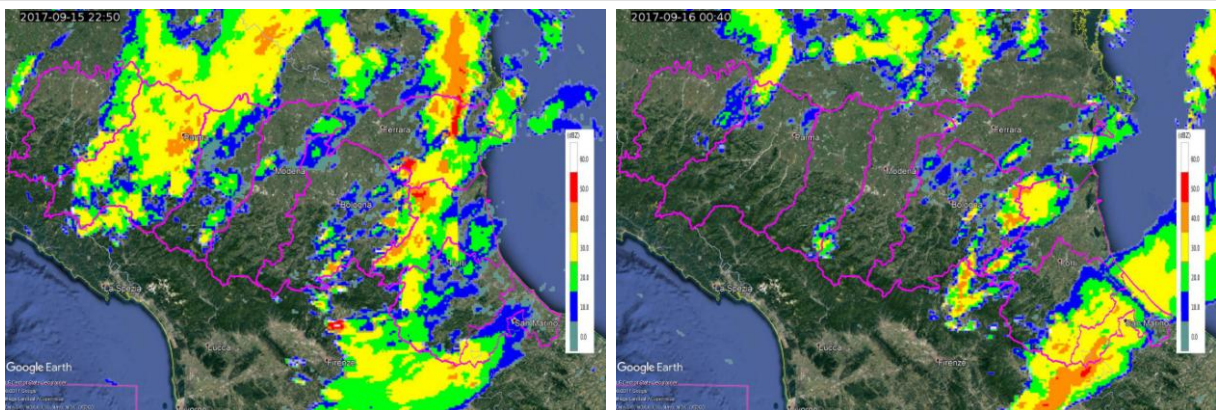 2017-09-15 22:50
Parma
Ferrara
Modena
Bologna
La Spezia
San Marino
Lucca
Firenze
Google Earth
(dBZ)
60.0
50.0
40.0
30.0
20.0
10.0
0.0
2017-09-16 00:40
Parma
Ferrara
Modena
Bologna
La Spezia
San Marino
Lucca
Firenze
Google Earth
(dBZ)
60.0
50.0
40.0
30.0
20.0
10.0
0.0